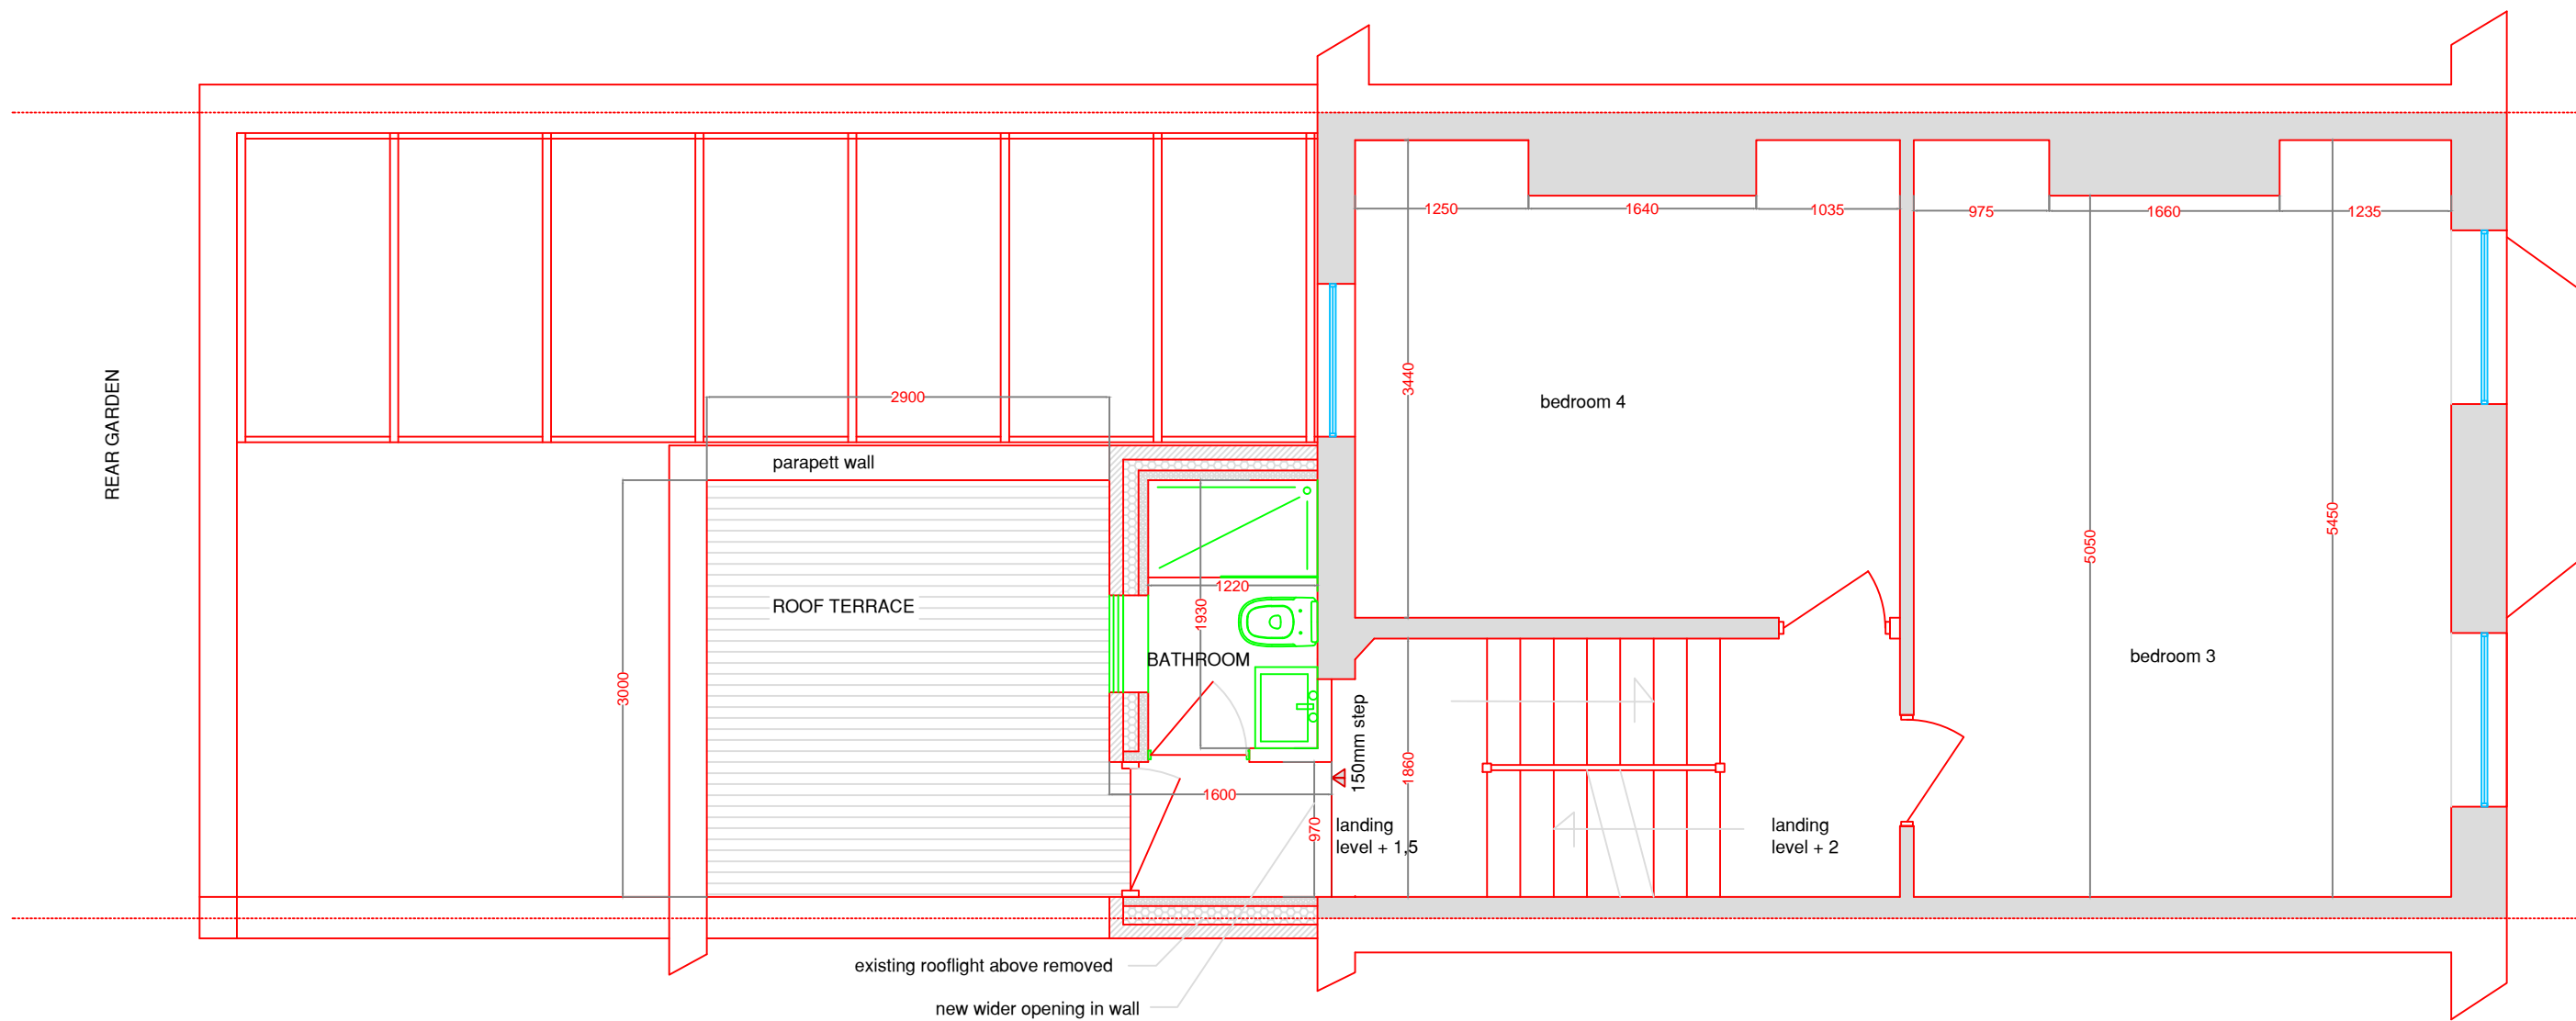 REAR GARDEN
1250
1640
1035
975
1660
1235
3440
bedroom 4
2900
parapett wall
5450
5050
1220
ROOF TERRACE
1930
BATHROOM
bedroom 3
3000
150mm step
1860
1600
970
landing
level + 1,5
landing
level + 2
existing rooflight above removed
new wider opening in wall